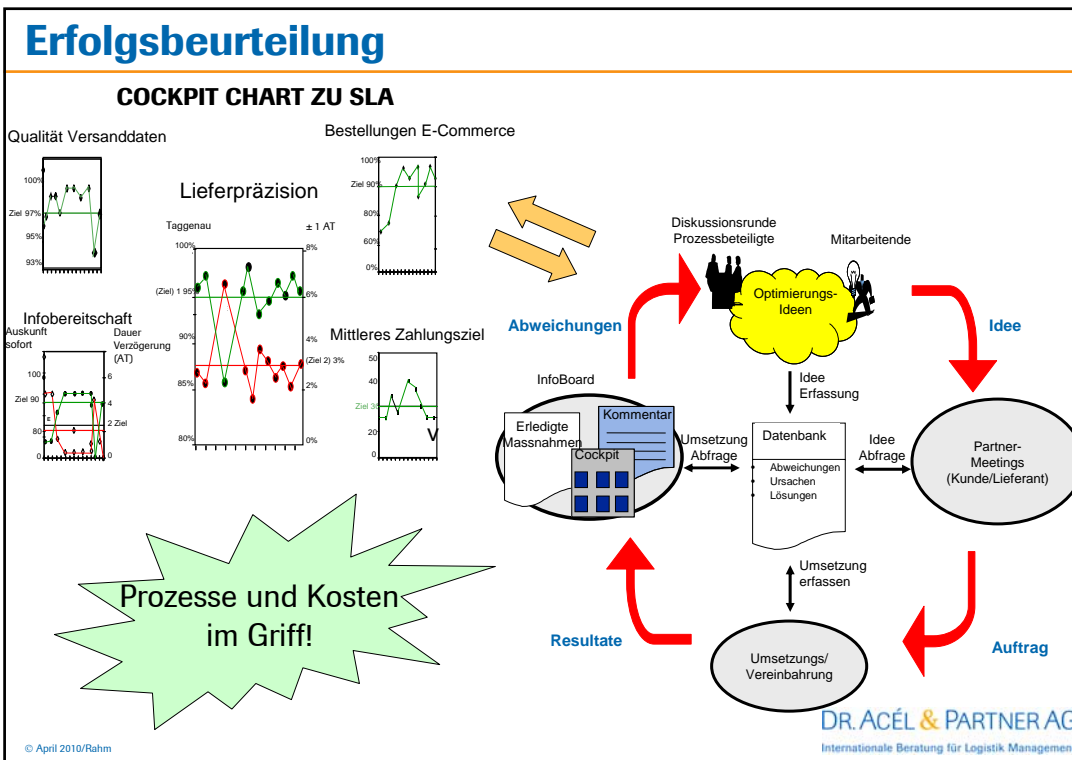 Erfolgsbeurteilung
COCKPIT CHART ZU SLA
Qualität Versanddaten
100%
Ziel 97%
95%
93%
Lieferpräzision
Taggenau
± 1 AT
100%
(Ziel) 1 95%
90%
85%
80%
8%
6%
4%
(Ziel 2) 3%
2%
0%
Bestellungen E-Commerce
100%
Ziel 90%
80%
60%
0%
Infobereitschaft
Auskunft
sofort
Dauer
Verzögerung
(AT)
100
Ziel 90
80
0
E
6
4
2 Ziel
0
Mittleres Zahlungsziel
50
40
Ziel 30
20
0
V
Diskussionsrunde
Prozessbeteiligte
Mitarbeitende
Optimierungs-
Ideen
Abweichungen
Idee
InfoBoard
Erledigte
Massnahmen
Kommentar
Cockpit
Umsetzung
Abfrage
Idee
Erfassung
Datenbank
• Abweichungen
• Ursachen
• Lösungen
Idee
Abfrage
Partner-
Meetings
(Kunde/Lieferant)
Umsetzung
erfassen
Resultate
Auftrag
Umsetzungs/
Vereinbahrung
Prozesse und Kosten
im Griff!
DR. ACÉL & PARTNER AG
Internationale Beratung für Logistik Managemen
© April 2010/Rahm